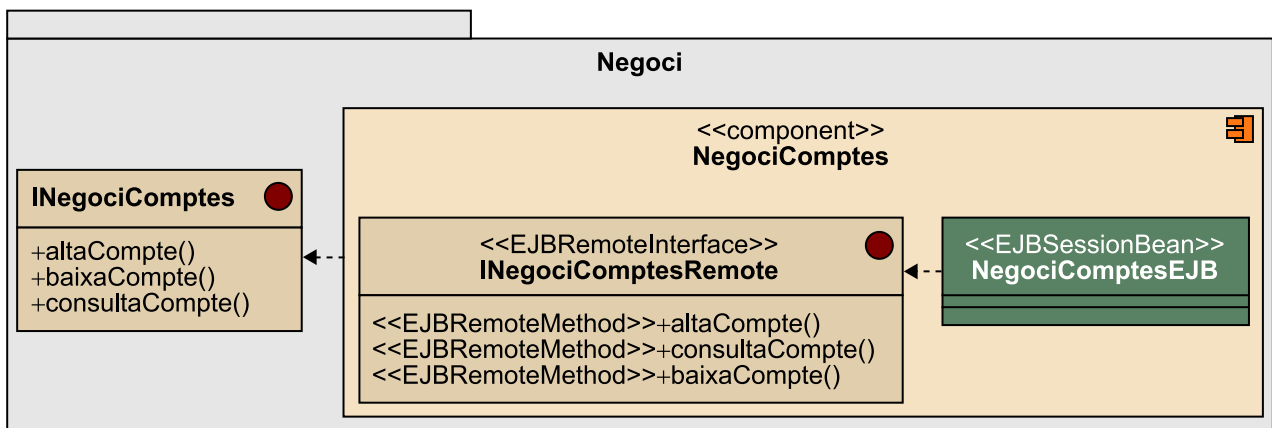 Negoci
<<component>>
NegociComptes
INegociComptes
+altaCompte()
+baixaCompte()
+consultaCompte()
<<EJBRemoteInterface>>
INegociComptesRemote
<<EJBRemoteMethod>>+altaCompte()
<<EJBRemoteMethod>>+consultaCompte()
<<EJBRemoteMethod>>+baixaCompte()
<<EJBSessionBean>>
NegociComptesEJB